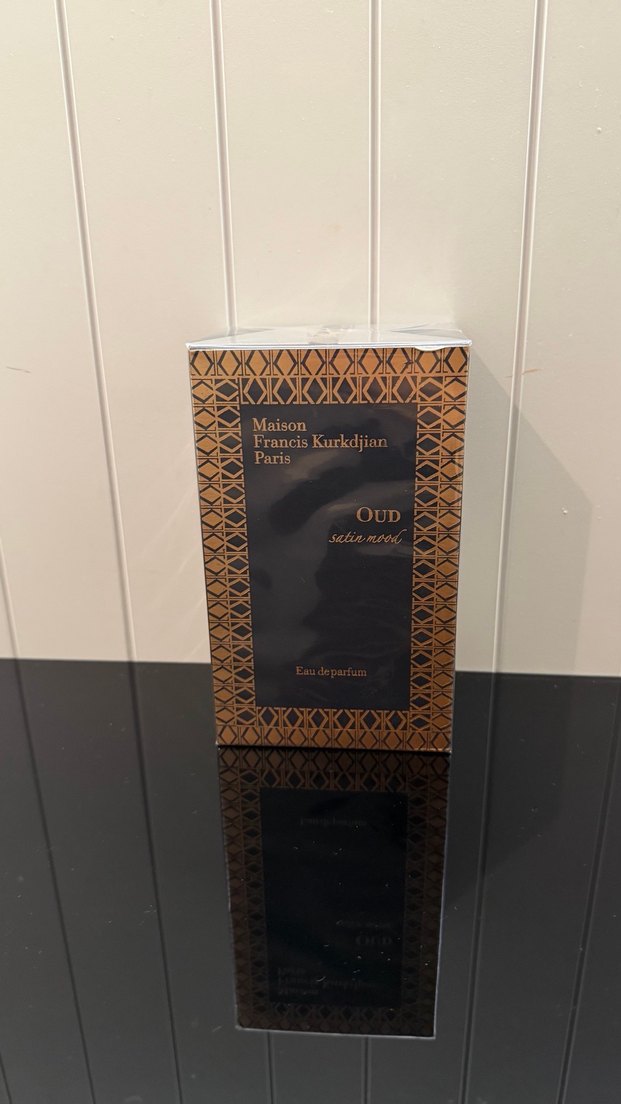 Maison
Francis Kurkdjian
Paris
OUD
satin mood
Eau de parfum